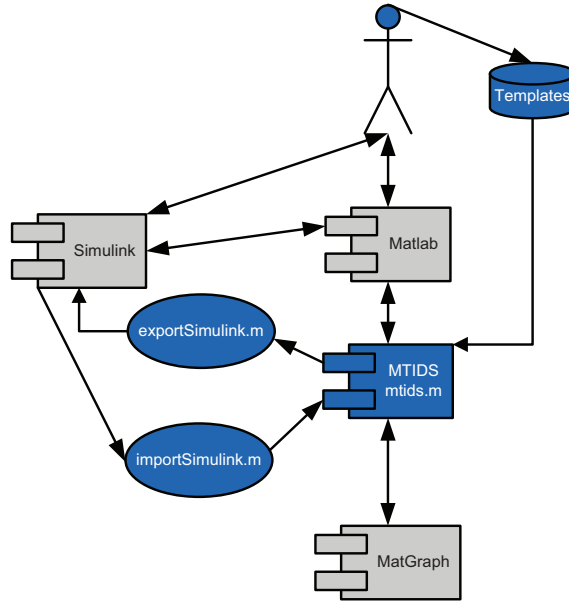 Templates
Simulink
Matlab
exportSimulink.m
MTIDS
mtids.m
importSimulink.m
MatGraph